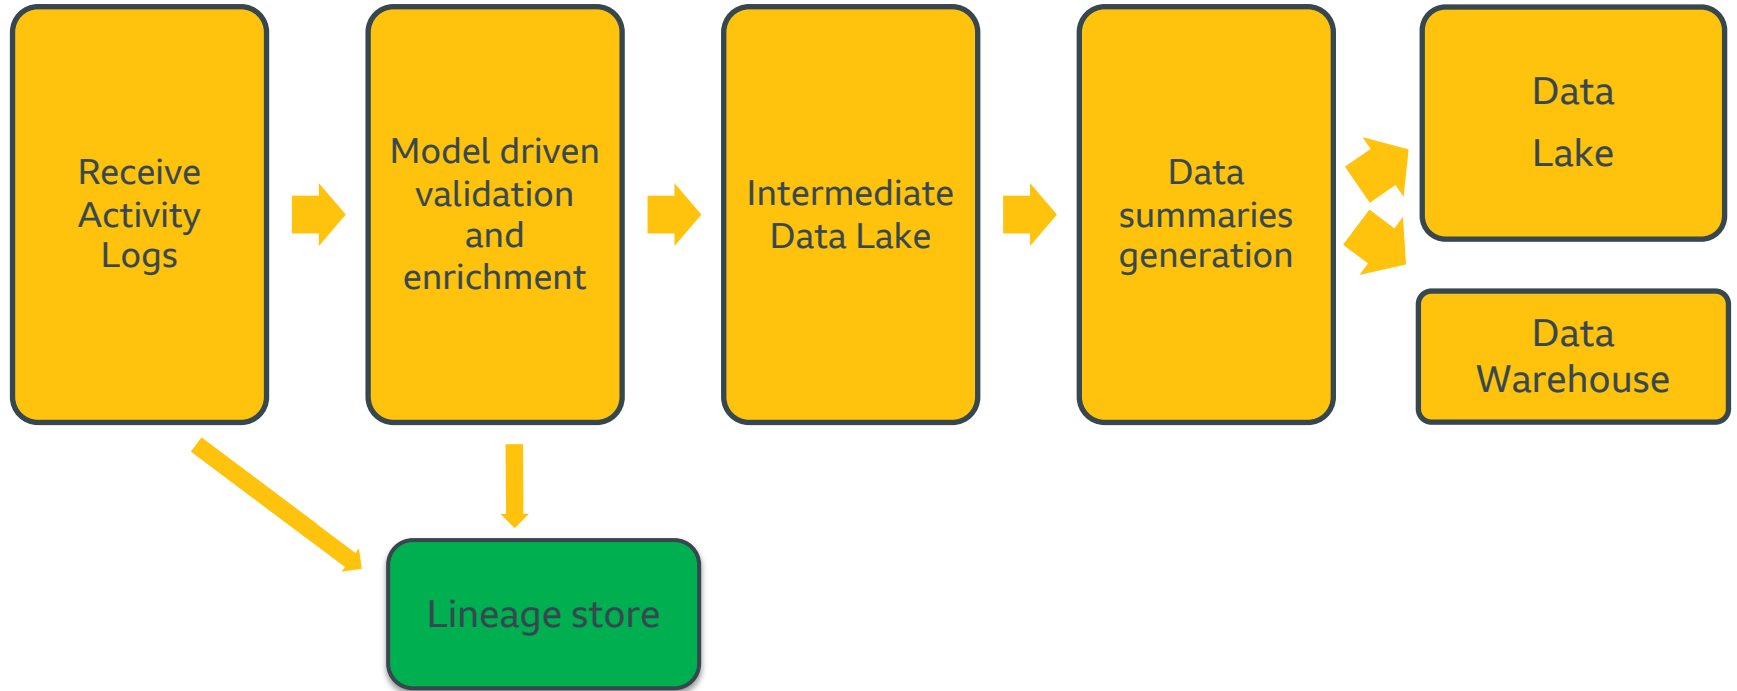 Receive
Activity
Logs
Model driven
validation
and
enrichment
Intermediate
Data Lake
Data
summaries
generation
Data
Lake
Data
Warehouse
Lineage store